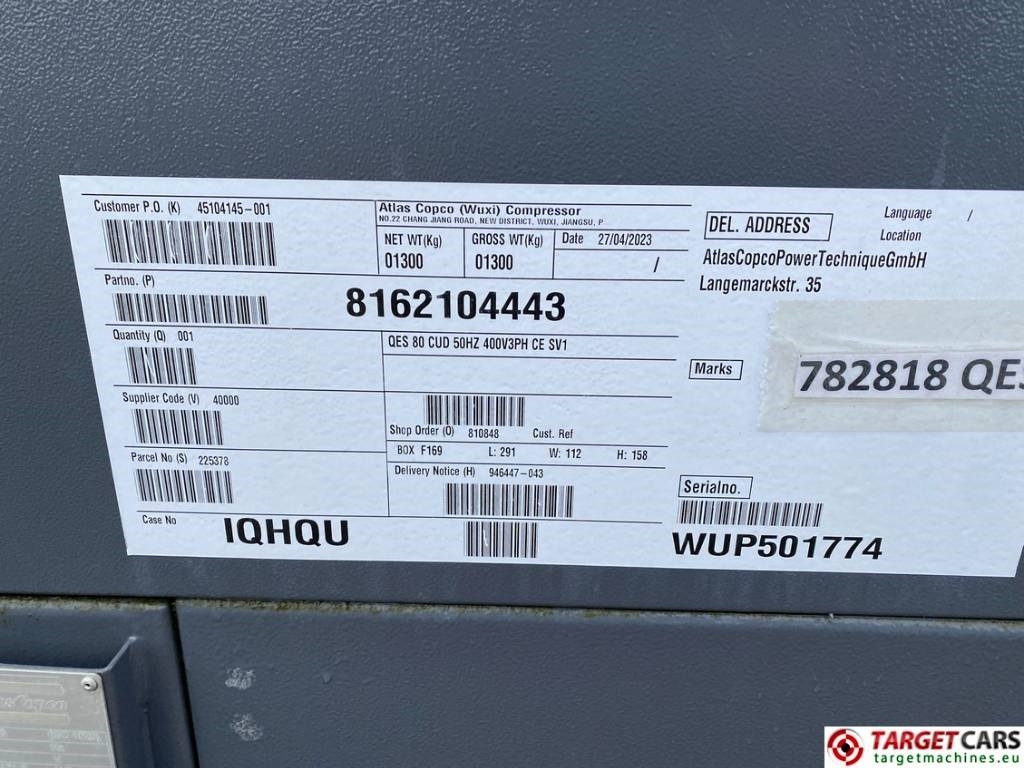 Customer P.O. (K) 45104145-001
Atlas Copco (Wuxi) Compressor
NO.22 CHANG JIANG ROAD, NEW DISTRICT, WUXI, JIANGSU, P
NET WT(Kg) GROSS WT(Kg) Date 27/04/2023
01300 01300 /
DEL. ADDRESS
Language /
Location
AtlasCopcoPowerTechniqueGmbH
Langemarckstr. 35
Partno. (P)
8162104443
Quantity (Q) 001
QES 80 CUD 50HZ 400V3PH CE SV1
Marks
782818 QES
Supplier Code (V) 40000
Shop Order (O) 810848 Cust. Ref
BOX F169 L: 291 W: 112 H: 158
Parcel No (S) 225378
Delivery Notice (H) 946447-043
Serialno.
Case No IQHQU
WUP501774
TARGETCARS
targetmachines.eu